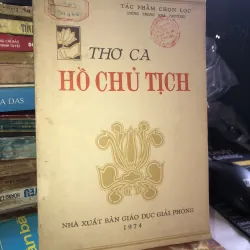 TÁC PHẨM CHỌN LỌC
THƠ CA
HỒ CHỦ TỊCH
NHÀ XUẤT BẢN GIÁO DỤC GIẢI PHÓNG
1974